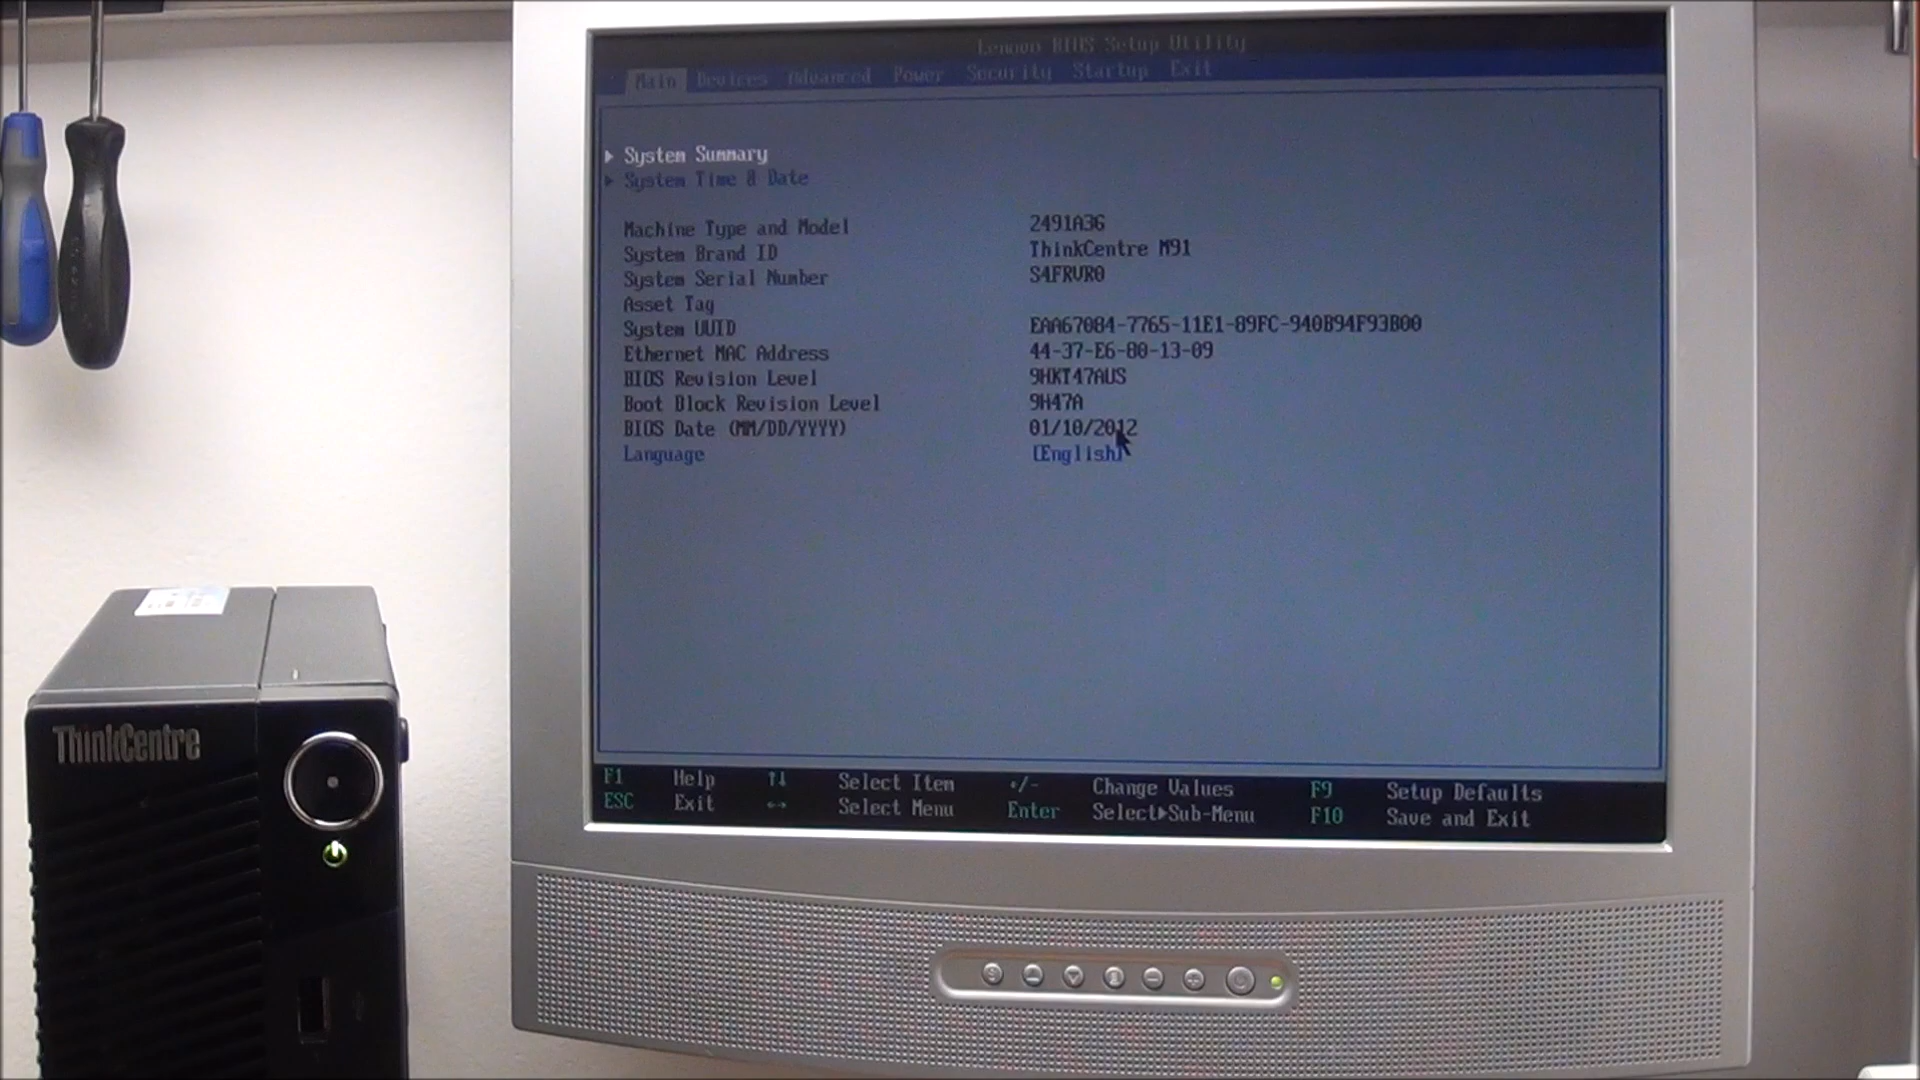 Lenovo BIOS Setup Utility
Main Devices Advanced Power Security Startup Exit
System Summary
System Time & Date
Machine Type and Model 2491A36
System Brand ID ThinkCentre M91
System Serial Number S4FRVR0
Asset Tag
System UUID EAA67084-7765-11E1-89FC-940B94F93B00
Ethernet MAC Address 44-37-E6-80-13-09
BIOS Revision Level 9HKT47AUS
Boot Block Revision Level 9H47A
BIOS Date (MM/DD/YYYY) 01/10/2012
Language [English]
F1 Help ↑↓ Select Item +/- Change Values F9 Setup Defaults
ESC Exit ←→ Select Menu Enter Select▶Sub-Menu F10 Save and Exit
ThinkCentre